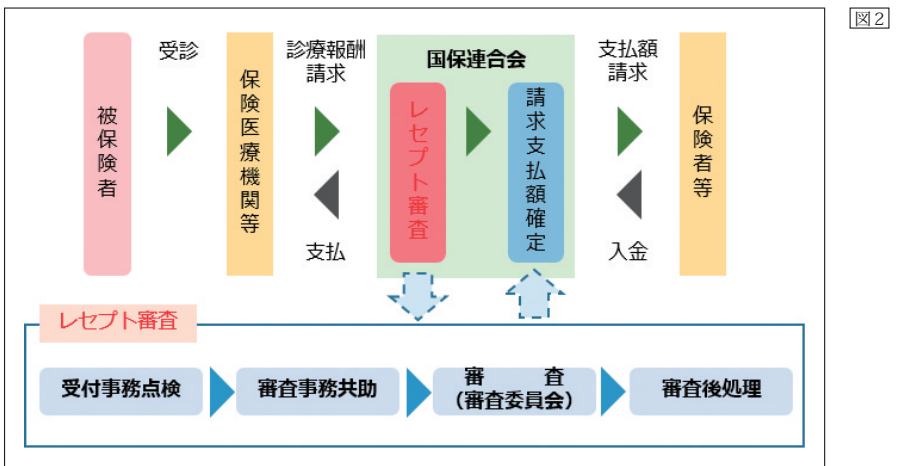 図2
被保険者
受診
保険医療機関等
診療報酬
請求
支払
国保連合会
レセプト審査
請求支払額確定
支払額
請求
入金
保険者等
レセプト審査
受付事務点検
審査事務共助
審　　査
（審査委員会）
審査後処理